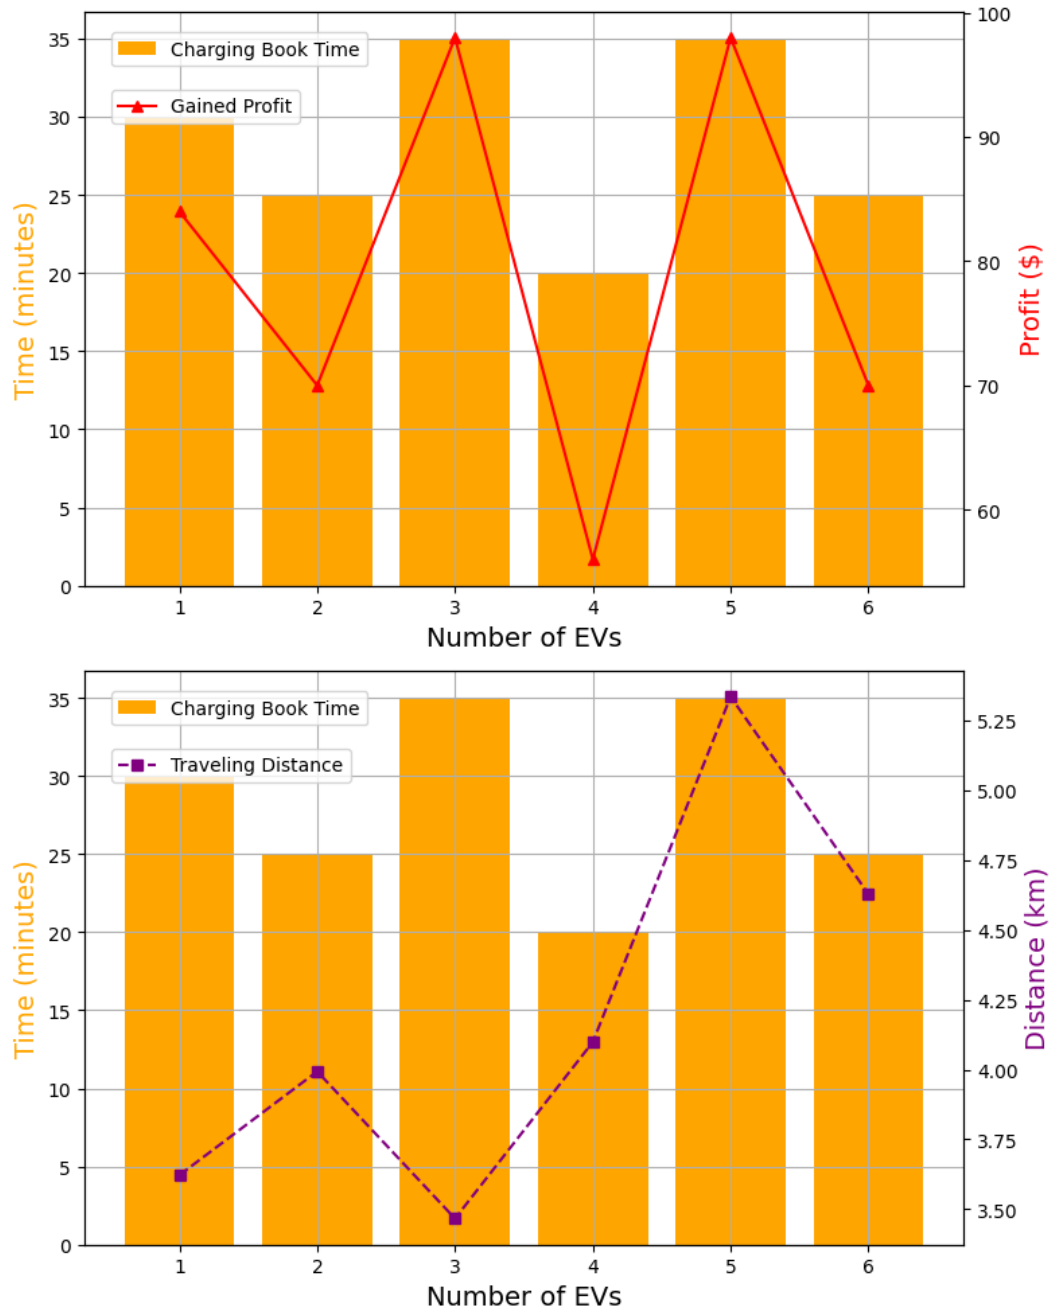 Charging Book Time
Gained Profit
Time (minutes)
0
5
10
15
20
25
30
35
Profit ($)
60
70
80
90
100
1 2 3 4 5 6
Number of EVs
Charging Book Time
Traveling Distance
Time (minutes)
0
5
10
15
20
25
30
35
Distance (km)
3.50
3.75
4.00
4.25
4.50
4.75
5.00
5.25
1 2 3 4 5 6
Number of EVs